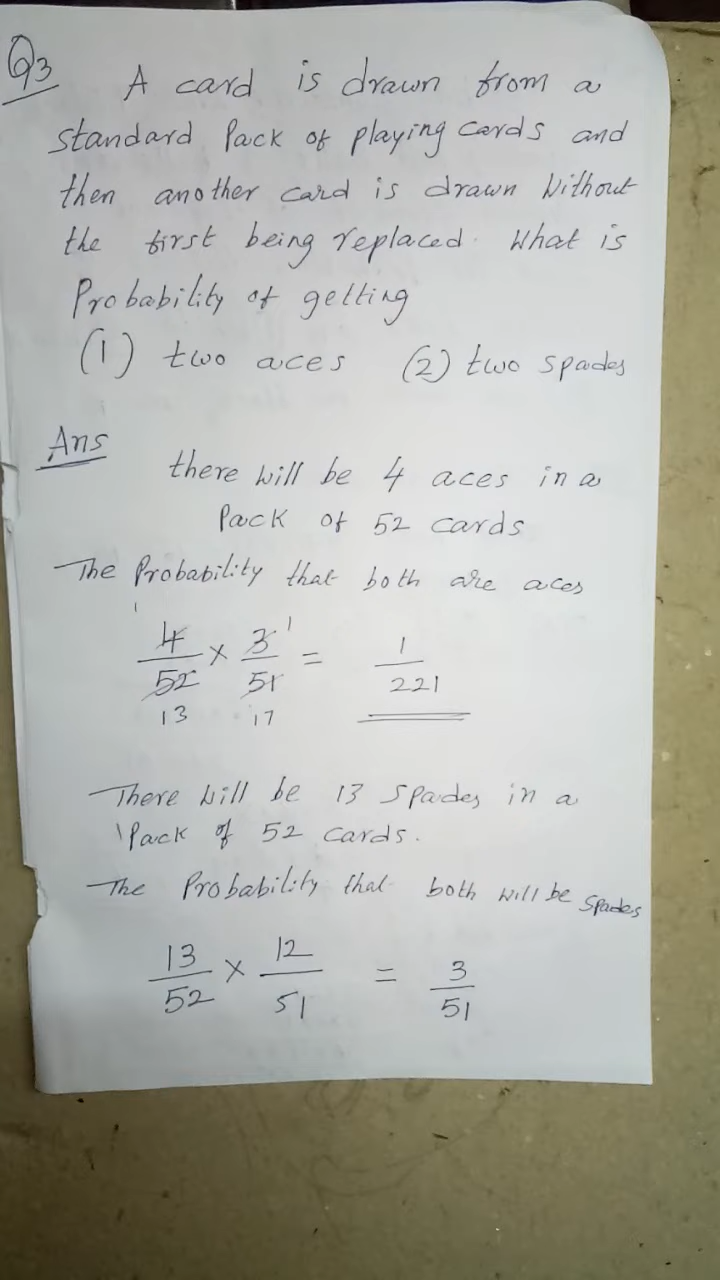 Q3 A card is drawn from a
standard Pack of playing cards and
then another card is drawn Without
the first being replaced. What is
Probability of getting
(1) two aces (2) two spades
Ans there will be 4 aces in a
Pack of 52 cards
The Probability that both are aces
1 1
4/52 × 3/51 = 1/221
13 17
There Will be 13 Spades in a
Pack of 52 cards.
The Probability that both will be Spades
13/52 × 12/51 = 3/51